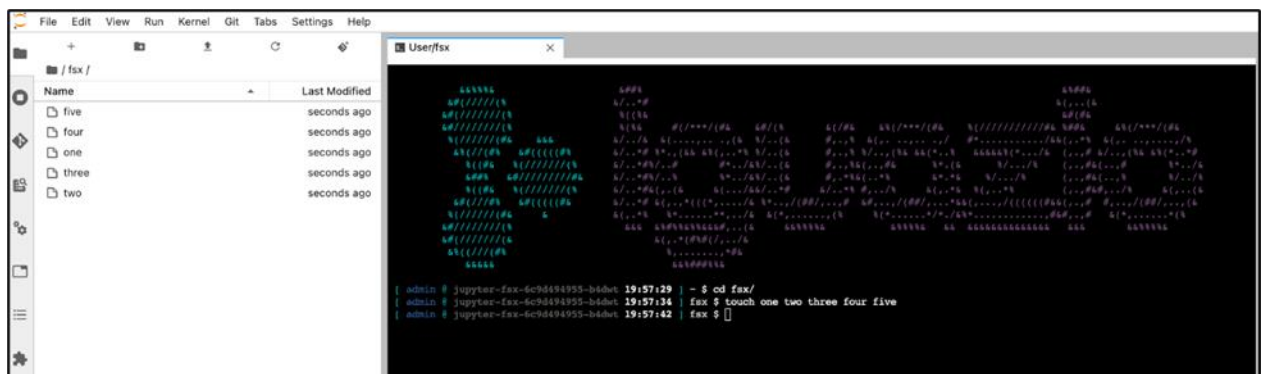 File Edit View Run Kernel Git Tabs Settings Help
/ fsx /
Name Last Modified
five seconds ago
four seconds ago
one seconds ago
three seconds ago
two seconds ago
User/fsx
iguazio
[ admin @ jupyter-fsx-6c9d494955-b4dwt 19:57:29 ] ~ $ cd fsx/
[ admin @ jupyter-fsx-6c9d494955-b4dwt 19:57:34 ] fsx $ touch one two three four five
[ admin @ jupyter-fsx-6c9d494955-b4dwt 19:57:42 ] fsx $